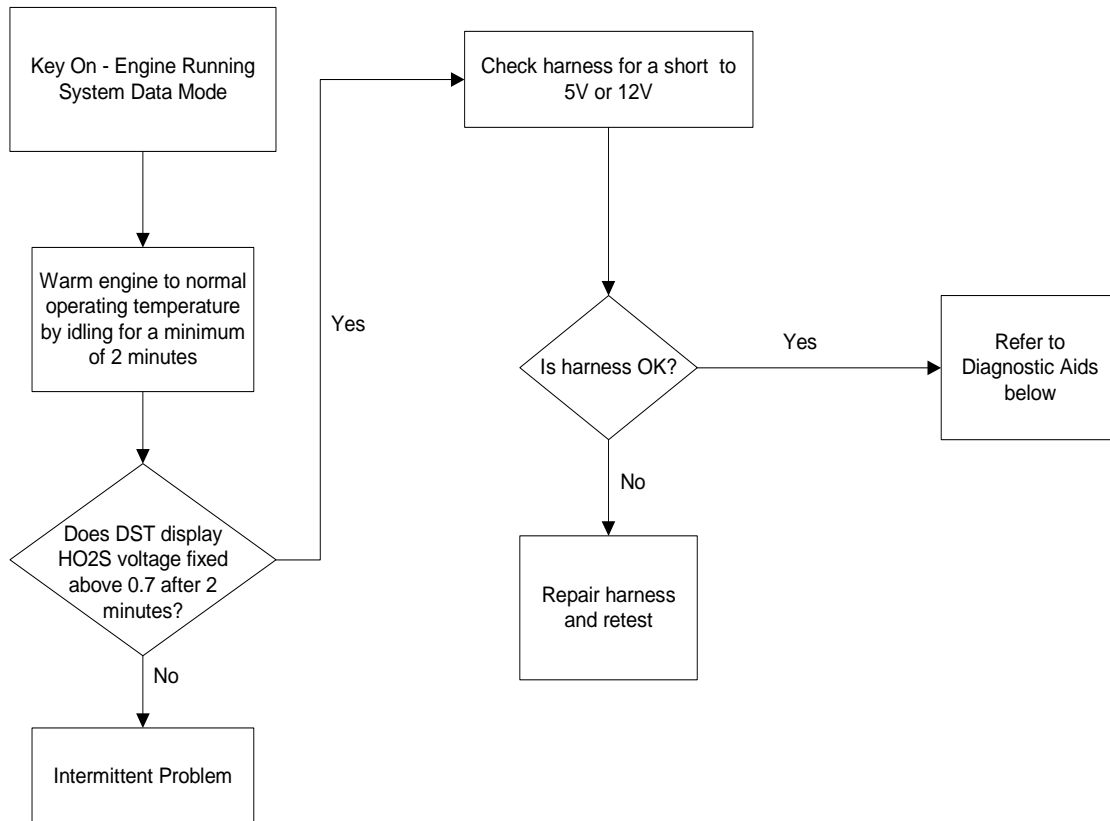 Key On - Engine Running
System Data Mode
Warm engine to normal
operating temperature
by idling for a minimum
of 2 minutes
Does DST display
HO2S voltage fixed
above 0.7 after 2
minutes?
No
Intermittent Problem
Yes
Check harness for a short to
5V or 12V
Is harness OK?
Yes
Refer to
Diagnostic Aids
below
No
Repair harness
and retest